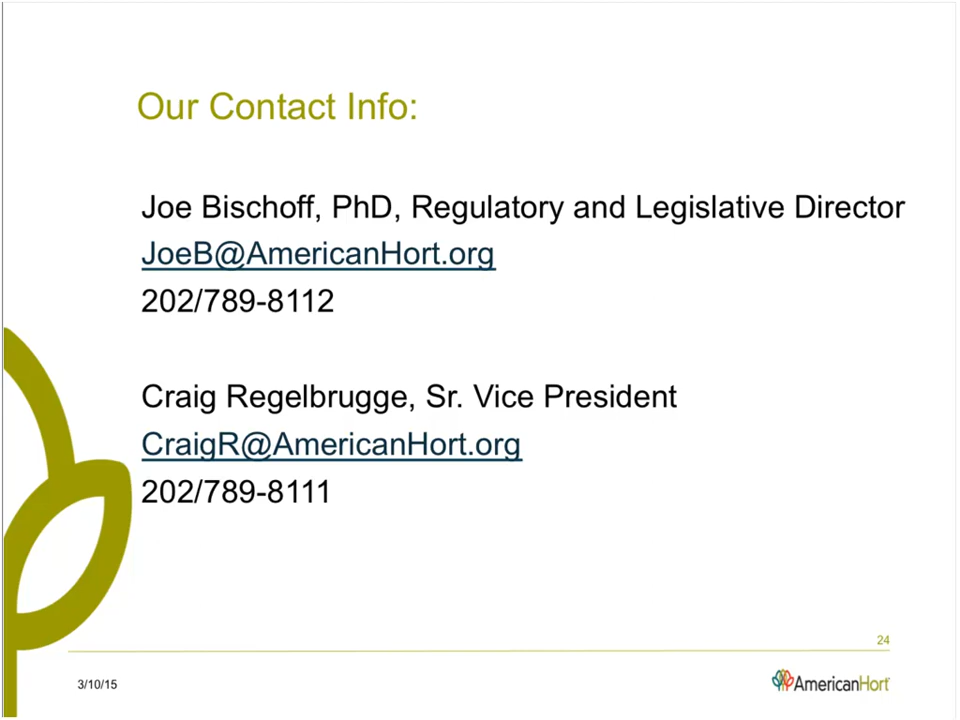 Our Contact Info:
Joe Bischoff, PhD, Regulatory and Legislative Director
JoeB@AmericanHort.org
202/789-8112
Craig Regelbrugge, Sr. Vice President
CraigR@AmericanHort.org
202/789-8111
24
3/10/15
AmericanHort